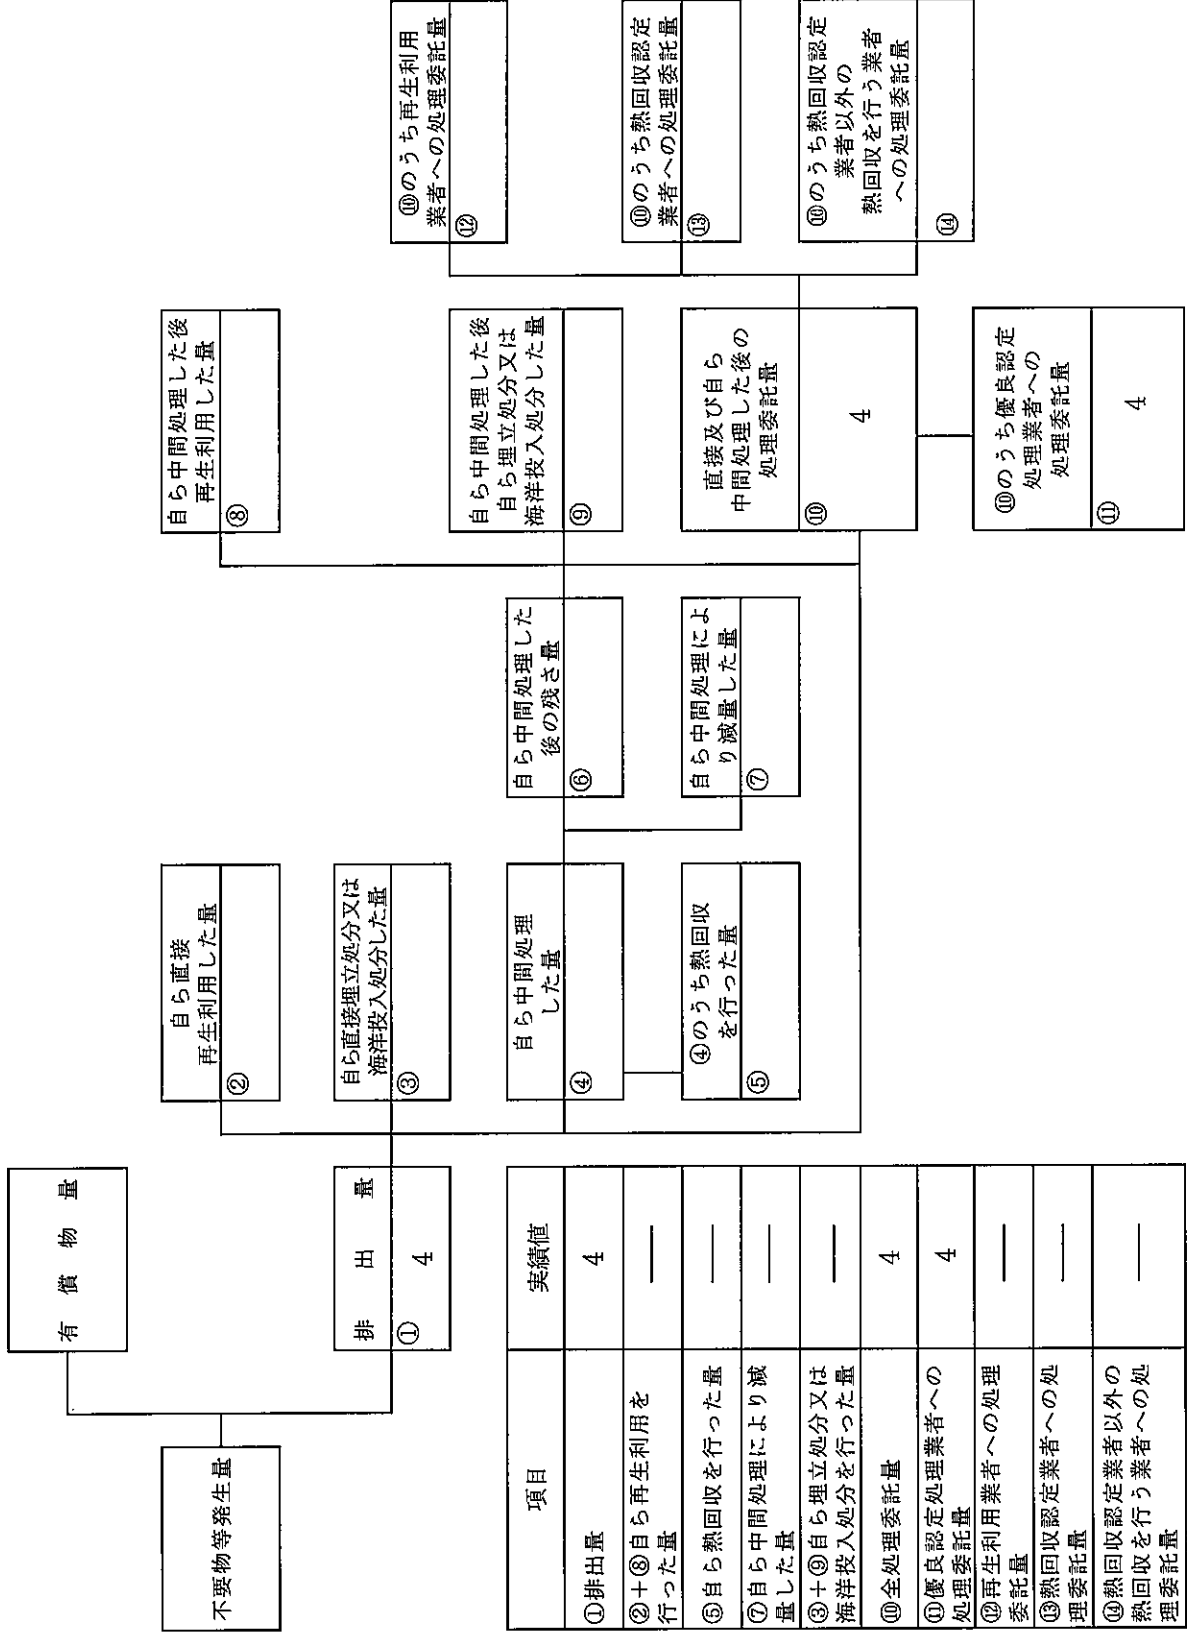 不要物等発生量
有償物量
排出量
① 4
自ら直接
再生利用した量
②
自ら直接埋立処分又は
海洋投入処分した量
③
自ら中間処理
した量
④
④のうち熱回収
を行った量
⑤
自ら中間処理した
後の残さ量
⑥
自ら中間処理によ
り減量した量
⑦
自ら中間処理した後
再生利用した量
⑧
自ら中間処理した後
自ら埋立処分又は
海洋投入処分した量
⑨
直接及び自ら
中間処理した後の
処理委託量
⑩ 4
⑩のうち優良認定
処理業者への
処理委託量
⑪ 4
⑩のうち再生利用
業者への処理委託量
⑫
⑩のうち熱回収認定
業者への処理委託量
⑬
⑩のうち熱回収認定
業者以外の
熱回収を行う業者
への処理委託量
⑭
項目 実績値
①排出量 4
②+⑧自ら再生利用を
行った量 —
⑤自ら熱回収を行った量 —
⑦自ら中間処理により減
量した量 —
③+⑨自ら埋立処分又は
海洋投入処分を行った量 —
⑩全処理委託量 4
⑪優良認定処理業者への
処理委託量 4
⑫再生利用業者への処理
委託量 —
⑬熱回収認定業者への処
理委託量 —
⑭熱回収認定業者以外の
熱回収を行う業者への処
理委託量 —